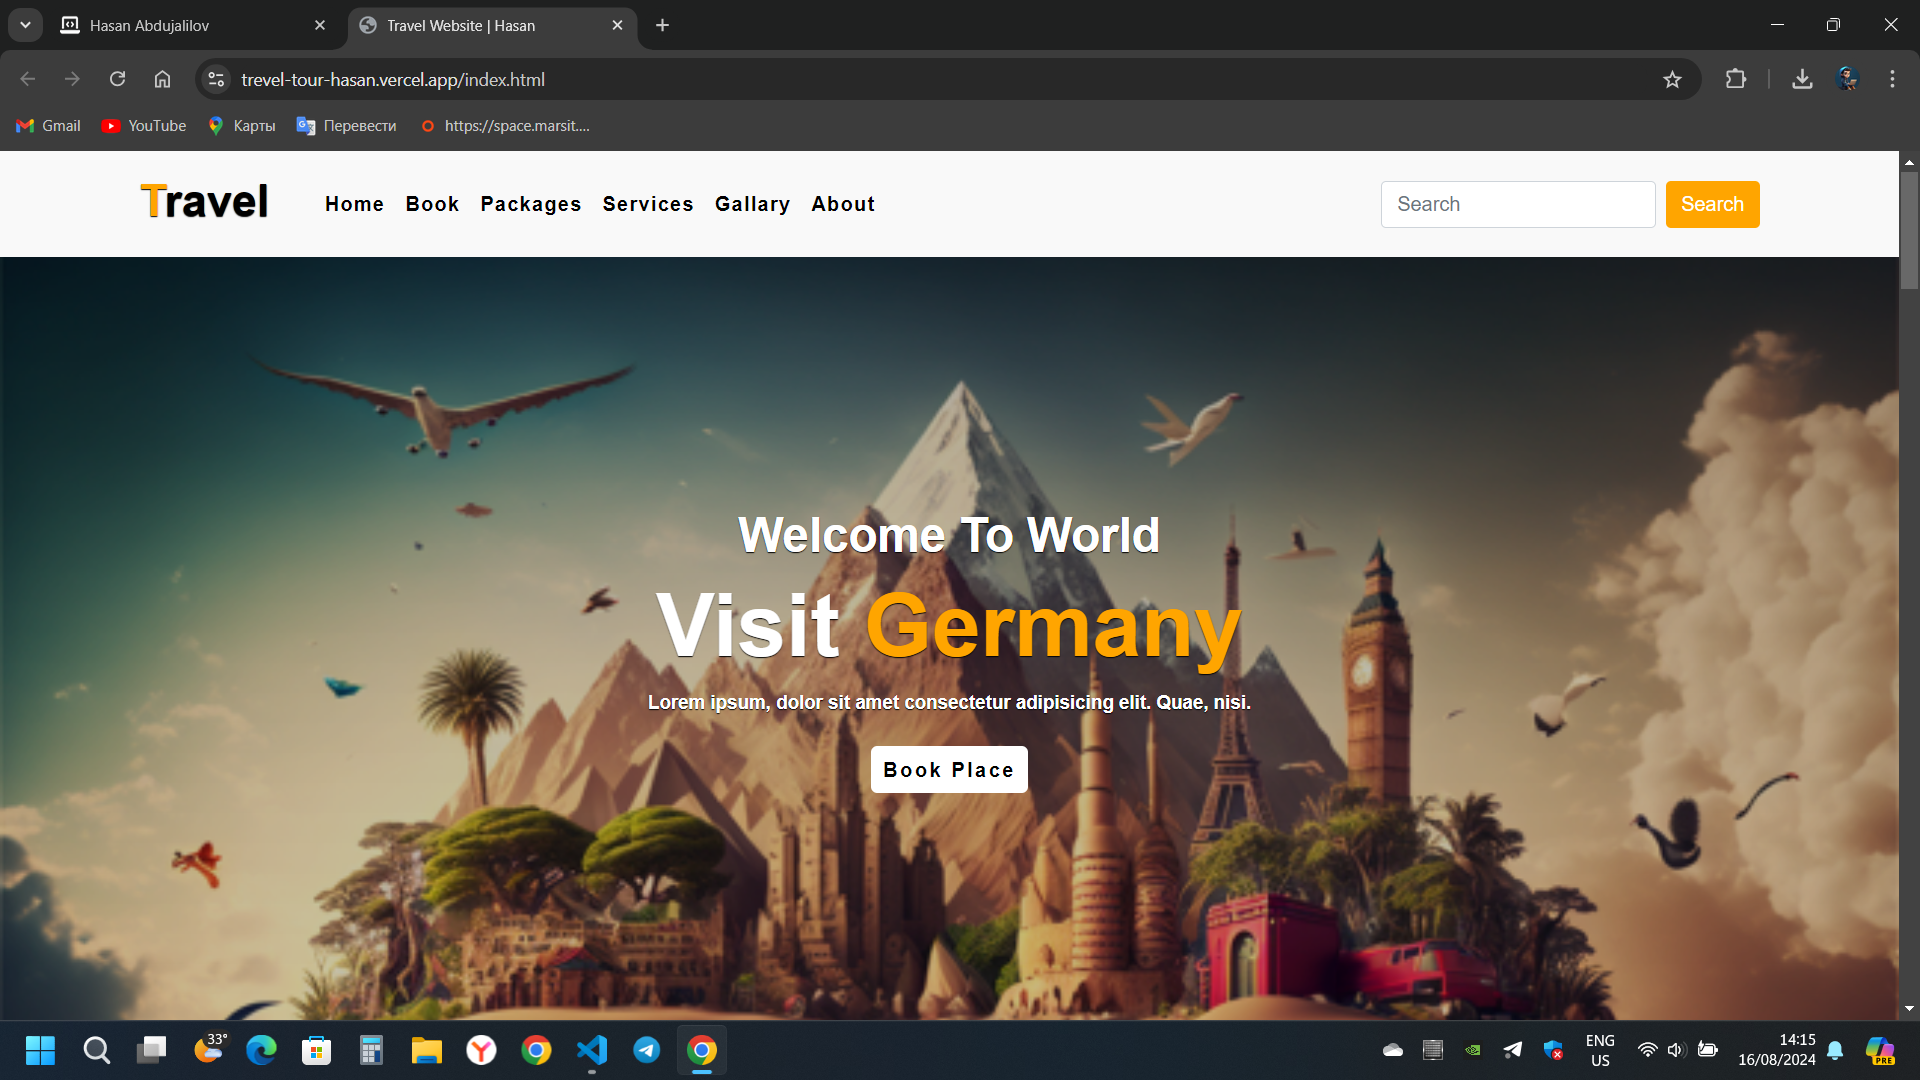 Hasan Abdujalilov
Travel Website | Hasan
trevel-tour-hasan.vercel.app/index.html
Gmail
YouTube
Карты
Перевести
https://space.marsit....
Travel
Home
Book
Packages
Services
Gallary
About
Search
Search
Welcome To World
Visit Germany
Lorem ipsum, dolor sit amet consectetur adipisicing elit. Quae, nisi.
Book Place
33°
ENG
US
14:15
16/08/2024
PRE